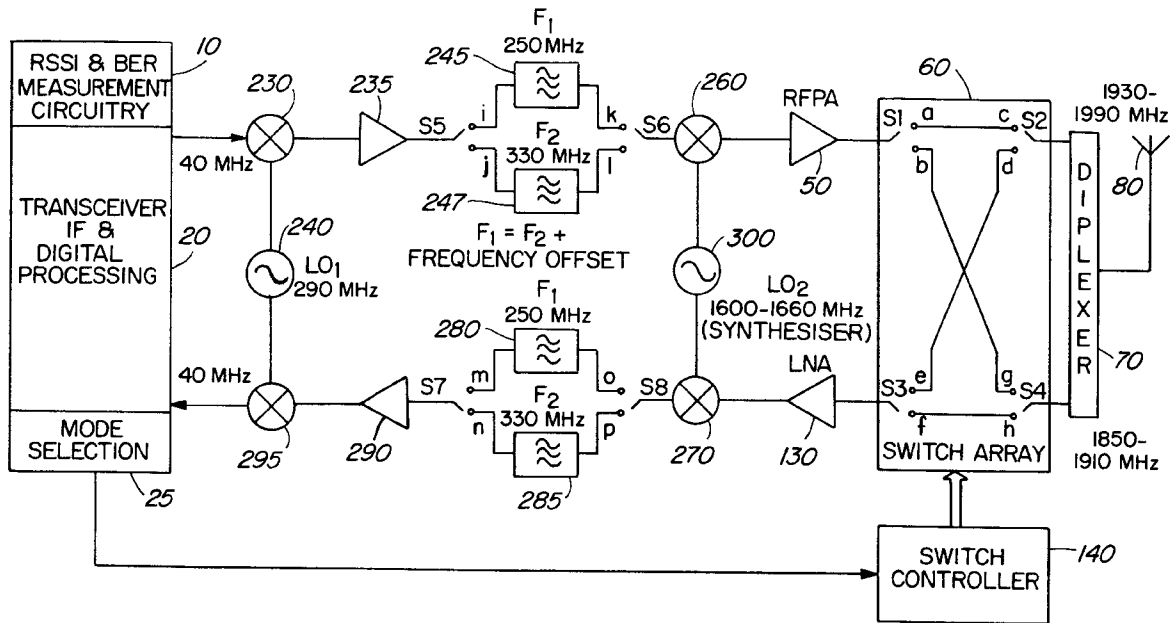 RSSI & BER
MEASUREMENT
CIRCUITRY
10
TRANSCEIVER
IF &
DIGITAL
PROCESSING
20
MODE
SELECTION
25
40 MHz
230
235
240
LO1
290 MHz
40 MHz
295
290
F1
250 MHz
245
S5
i
j
k
l
S6
F2
330 MHz
247
F1 = F2 +
FREQUENCY OFFSET
F1
250 MHz
280
S7
m
n
o
p
S8
F2
330 MHz
285
260
RFPA
50
300
LO2
1600-1660 MHz
(SYNTHESISER)
LNA
270
130
60
S1
a
b
c
d
S2
S3
e
f
g
h
S4
SWITCH ARRAY
DIPLEXER
70
1930-
1990 MHz
80
1850-
1910 MHz
SWITCH
CONTROLLER
140